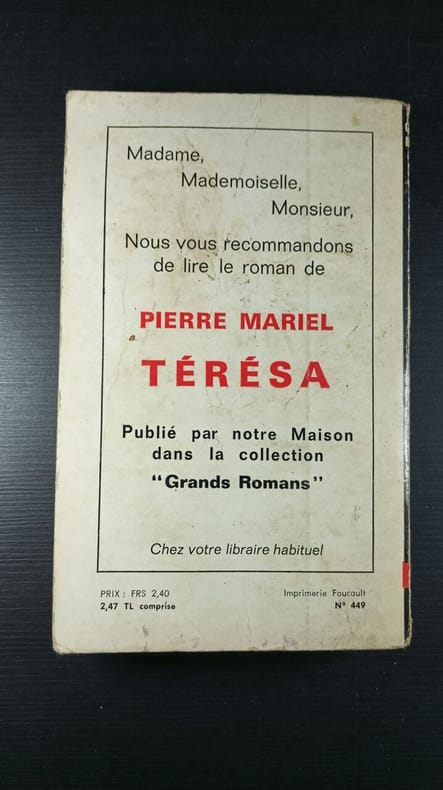 Madame,
Mademoiselle,
Monsieur,
Nous vous recommandons
de lire le roman de
PIERRE MARIEL
TÉRÉSA
Publié par notre Maison
dans la collection
“Grands Romans”
Chez votre libraire habituel
PRIX : FRS 2,40
2,47 TL comprise
Imprimerie Foucault
N° 449